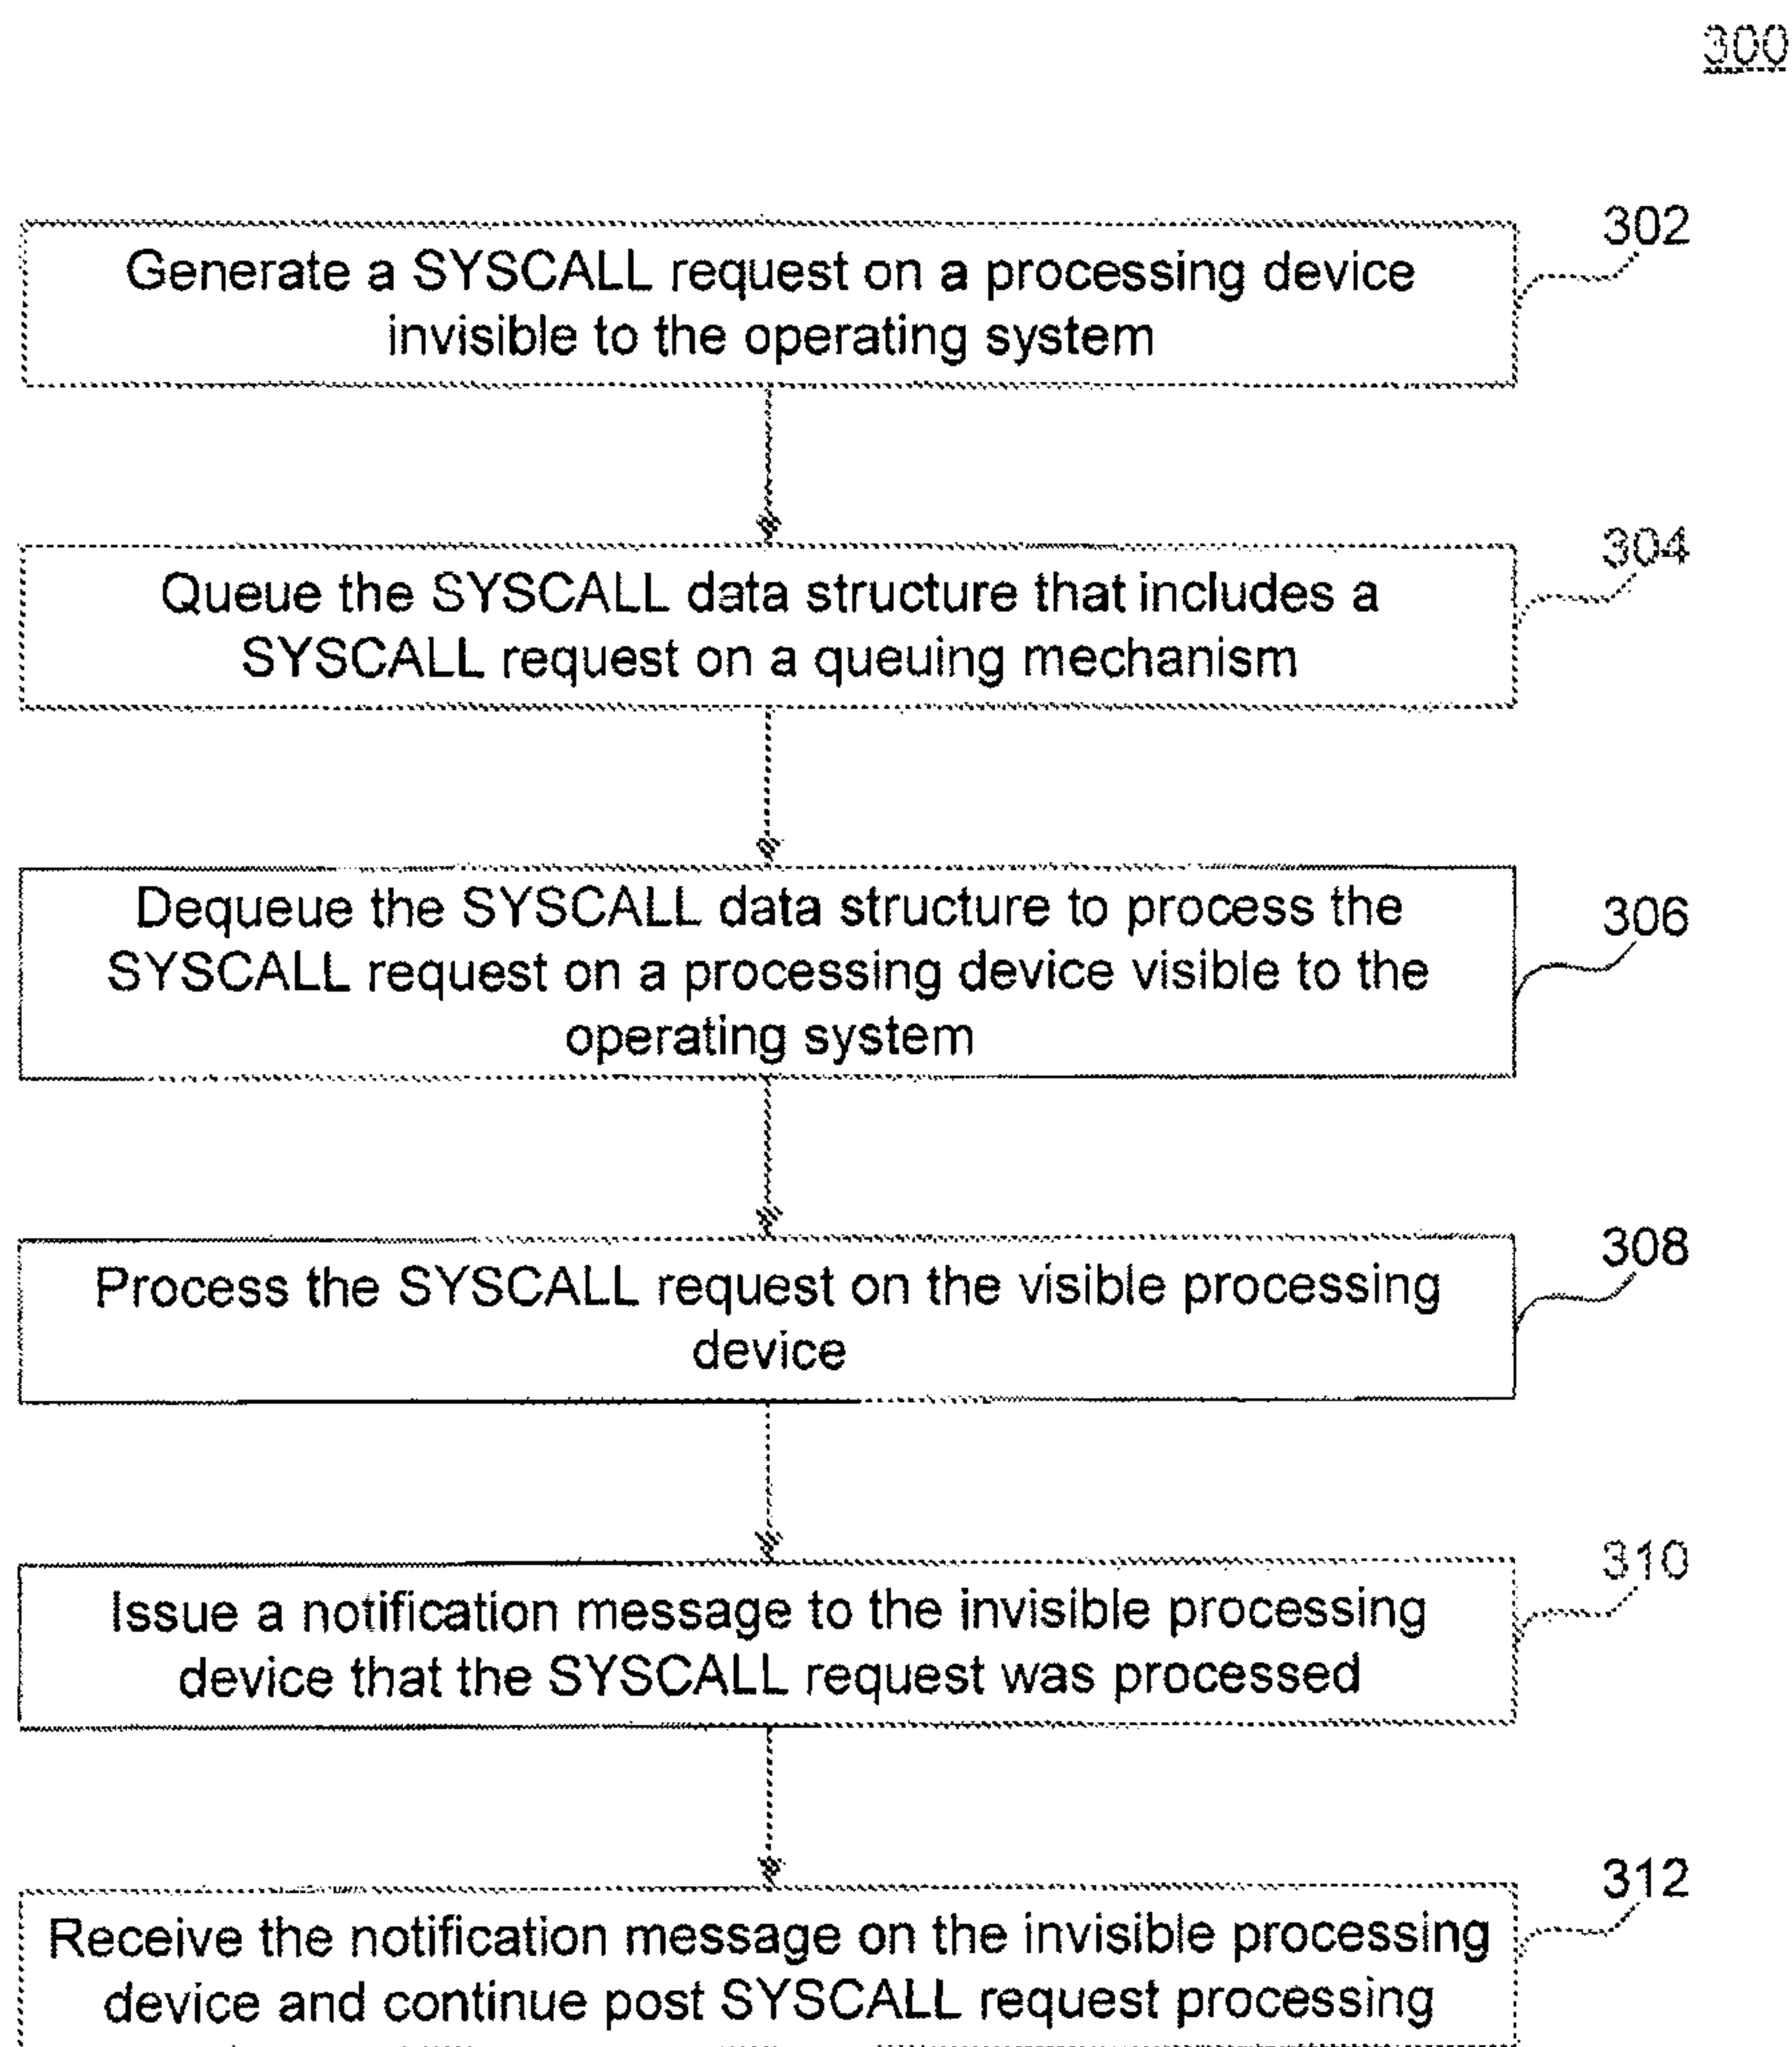 300
302
Generate a SYSCALL request on a processing device
invisible to the operating system
304
Queue the SYSCALL data structure that includes a
SYSCALL request on a queuing mechanism
306
Dequeue the SYSCALL data structure to process the
SYSCALL request on a processing device visible to the
operating system
308
Process the SYSCALL request on the visible processing
device
310
Issue a notification message to the invisible processing
device that the SYSCALL request was processed
312
Receive the notification message on the invisible processing
device and continue post SYSCALL request processing